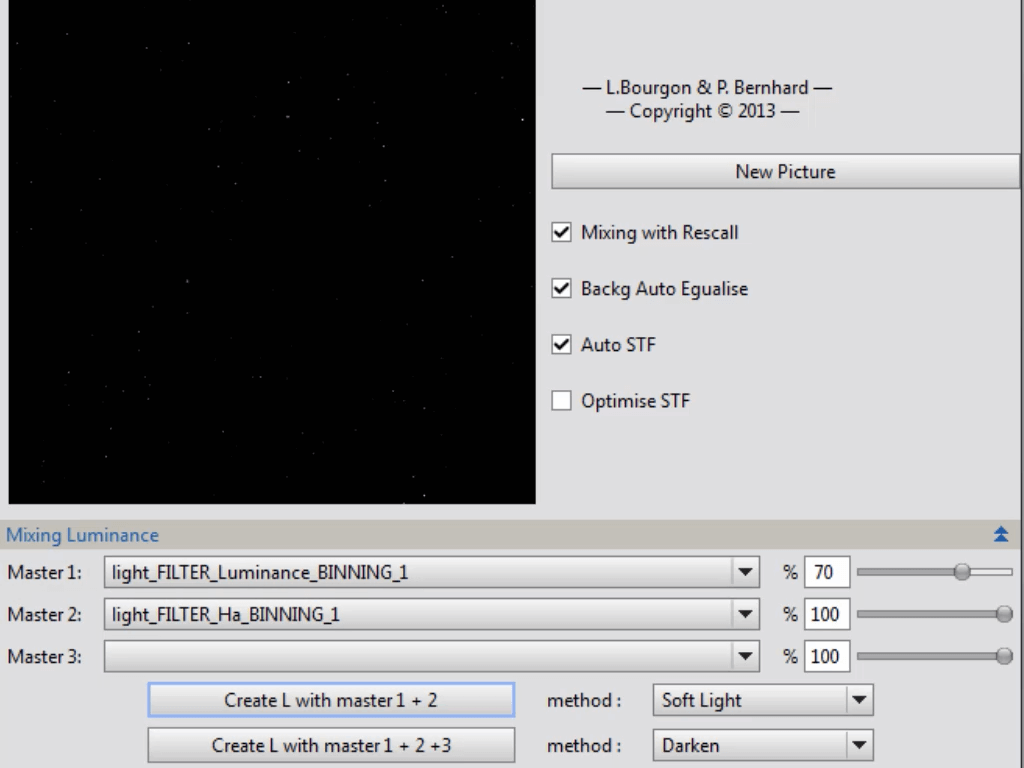 — L.Bourgon & P. Bernhard —
— Copyright © 2013 —
New Picture
Mixing with Rescall
Backg Auto Egualise
Auto STF
Optimise STF
Mixing Luminance
Master 1: light_FILTER_Luminance_BINNING_1 % 70
Master 2: light_FILTER_Ha_BINNING_1 % 100
Master 3: % 100
Create L with master 1 + 2 method : Soft Light
Create L with master 1 + 2 +3 method : Darken